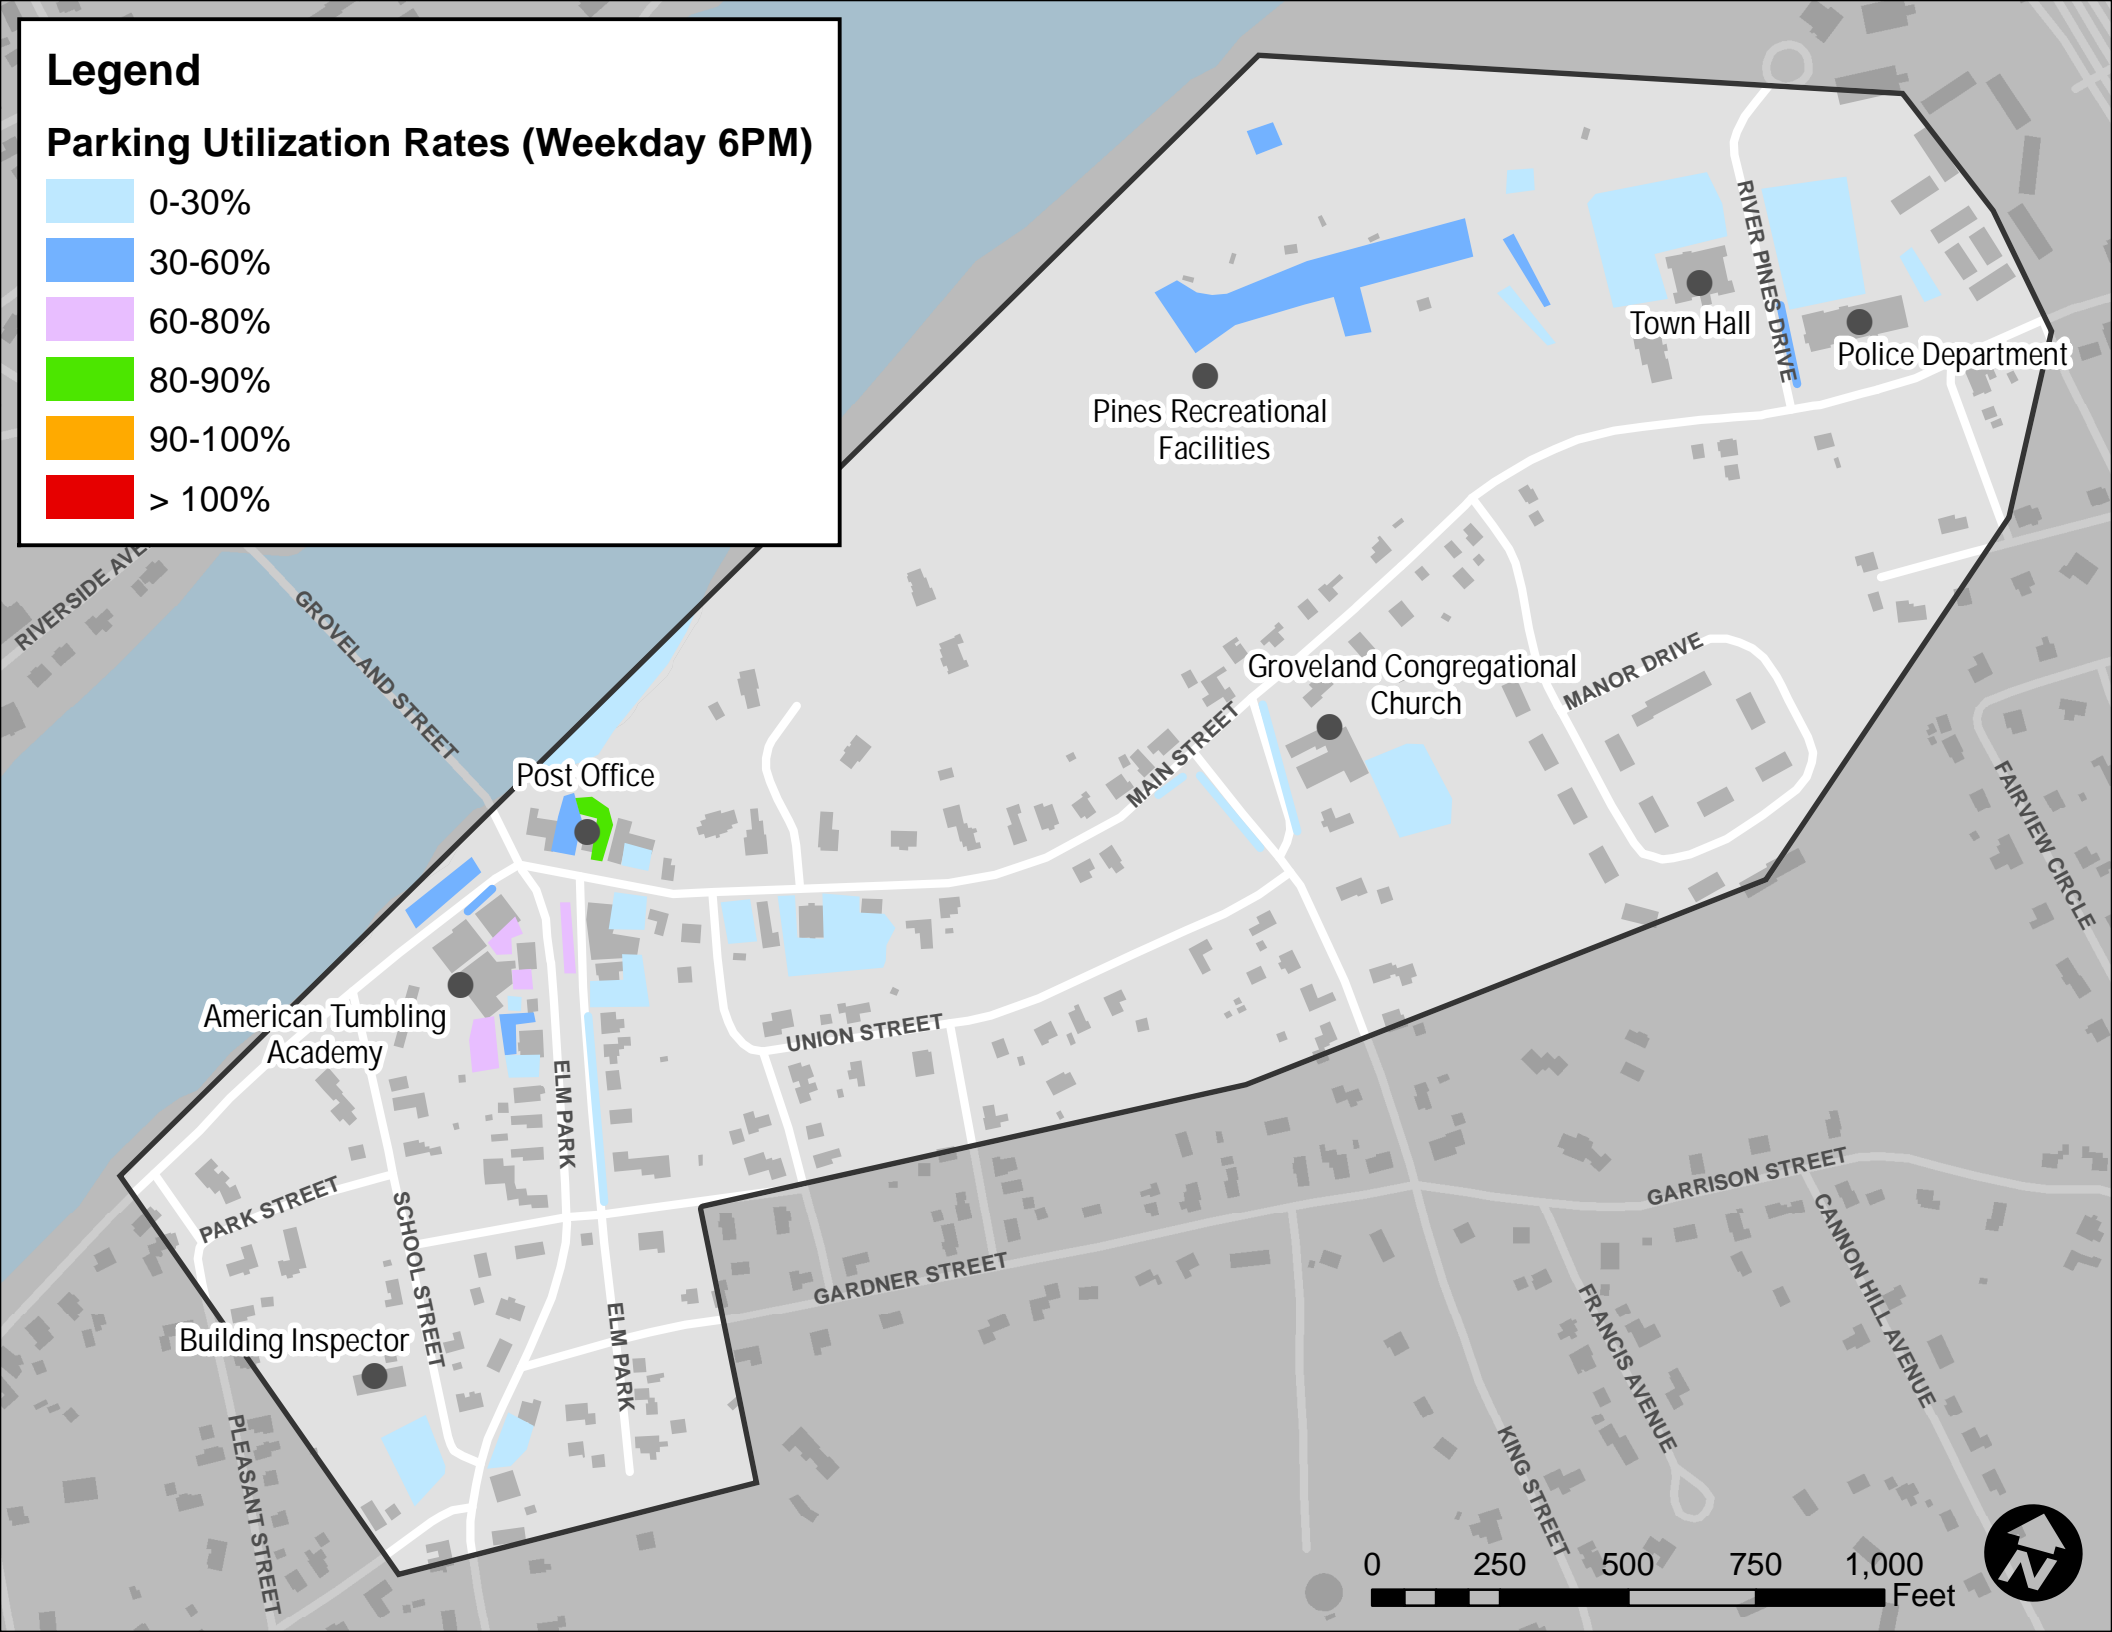 Legend
Parking Utilization Rates (Weekday 6PM)
0-30%
30-60%
60-80%
80-90%
90-100%
> 100%
RIVERSIDE AVE
GROVELAND STREET
RIVER PINES DRIVE
Town Hall
Police Department
Pines Recreational
Facilities
Groveland Congregational
Church
MANOR DRIVE
MAIN STREET
Post Office
FAIRVIEW CIRCLE
American Tumbling
Academy
UNION STREET
ELM PARK
PARK STREET
SCHOOL STREET
GARRISON STREET
CANNON HILL AVENUE
GARDNER STREET
FRANCIS AVENUE
Building Inspector
ELM PARK
PLEASANT STREET
KING STREET
0 250 500 750 1,000
Feet
N